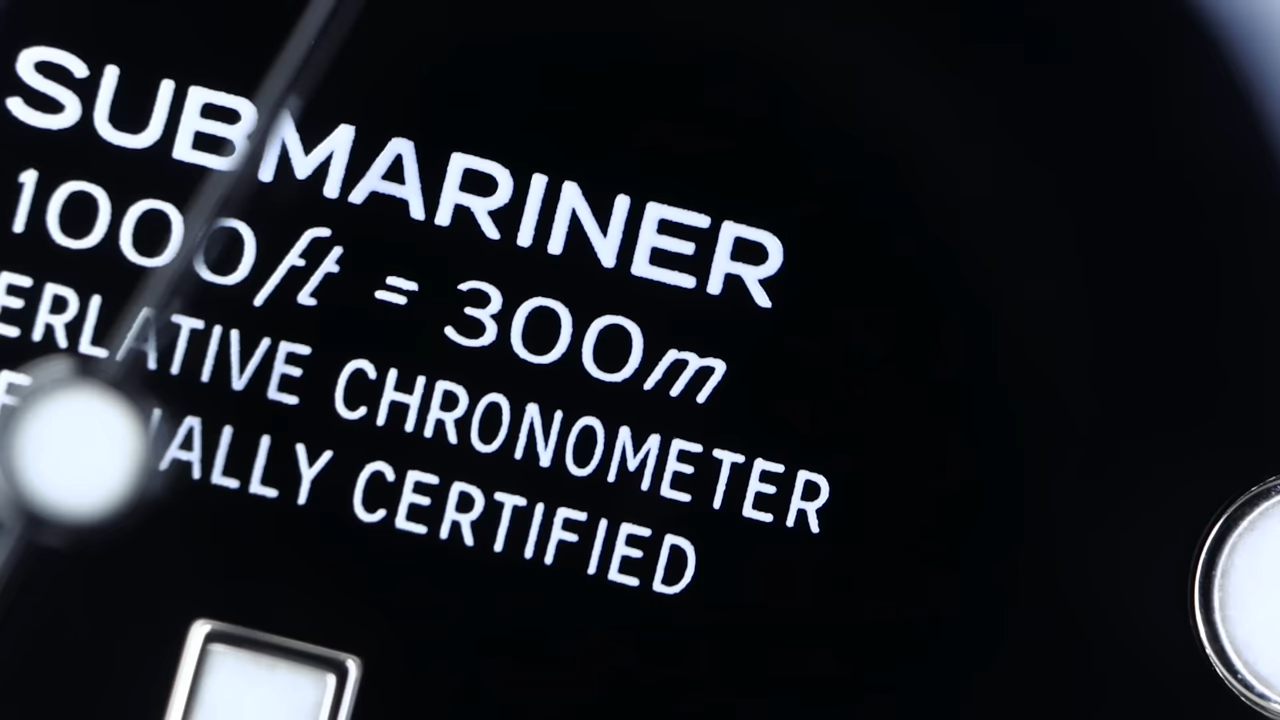 SUBMARINER
1000ft = 300m
ERLATIVE CHRONOMETER
ALLY CERTIFIED